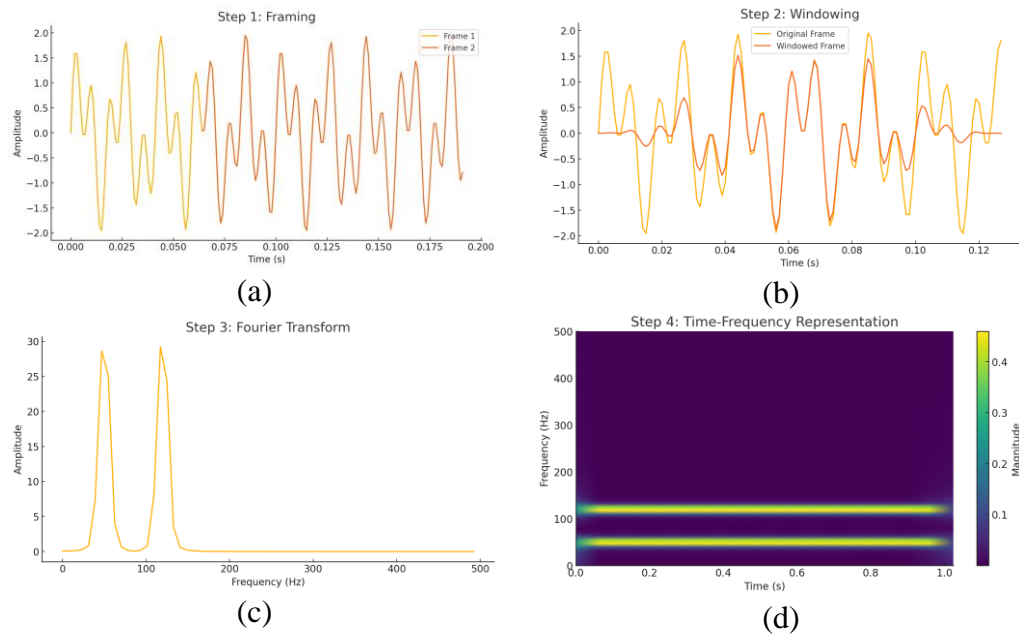 Step 1: Framing
Frame 1
Frame 2
2.0
1.5
1.0
0.5
0.0
-0.5
-1.0
-1.5
-2.0
Amplitude
0.000 0.025 0.050 0.075 0.100 0.125 0.150 0.175 0.200
Time (s)
(a)
Step 2: Windowing
Original Frame
Windowed Frame
2.0
1.5
1.0
0.5
0.0
-0.5
-1.0
-1.5
-2.0
Amplitude
0.00 0.02 0.04 0.06 0.08 0.10 0.12
Time (s)
(b)
Step 3: Fourier Transform
30
25
20
15
10
5
0
Amplitude
0 100 200 300 400 500
Frequency (Hz)
(c)
Step 4: Time-Frequency Representation
500
400
300
200
100
0
Frequency (Hz)
0.0 0.2 0.4 0.6 0.8 1.0
Time (s)
0.4
0.3
0.2
0.1
Magnitude
(d)